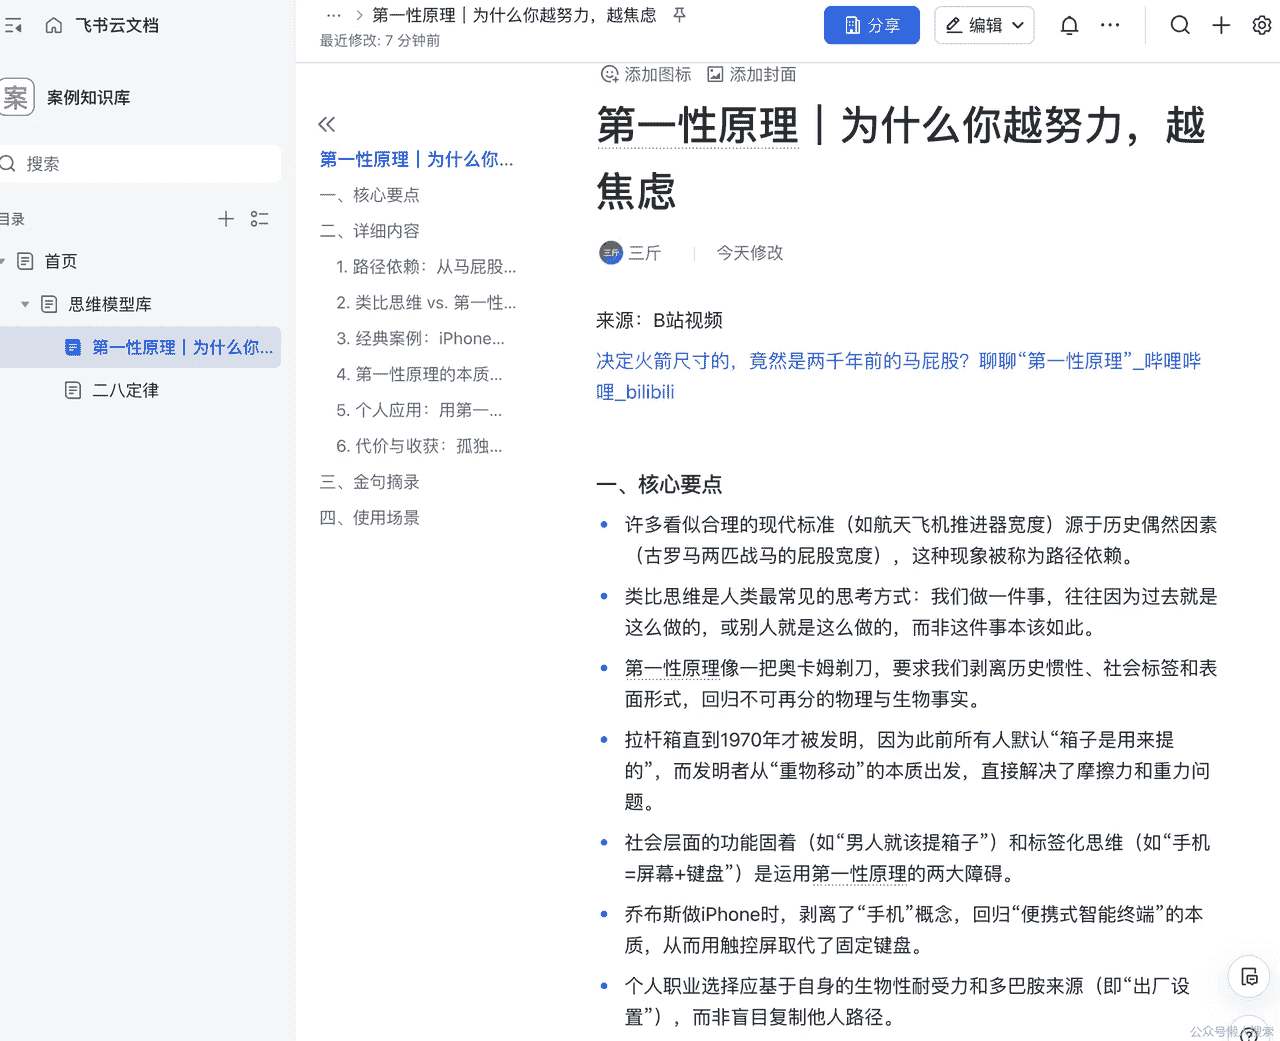 飞书云文档
案例知识库
搜索
目录
首页
思维模型库
第一性原理｜为什么你...
二八定律
··· > 第一性原理｜为什么你越努力，越焦虑
最近修改: 7 分钟前
分享
编辑
第一性原理｜为什么你...
一、核心要点
二、详细内容
1. 路径依赖：从马屁股...
2. 类比思维 vs. 第一性...
3. 经典案例：iPhone...
4. 第一性原理的本质...
5. 个人应用：用第一...
6. 代价与收获：孤独...
三、金句摘录
四、使用场景
添加图标 添加封面
第一性原理｜为什么你越努力，越
焦虑
三斤
三斤 今天修改
来源：B站视频
决定火箭尺寸的，竟然是两千年前的马屁股？聊聊“第一性原理”_哔哩哔
哩_bilibili
一、核心要点
• 许多看似合理的现代标准（如航天飞机推进器宽度）源于历史偶然因素
（古罗马两匹战马的屁股宽度），这种现象被称为路径依赖。
• 类比思维是人类最常见的思考方式：我们做一件事，往往因为过去就是
这么做的，或别人就是这么做的，而非这件事本该如此。
• 第一性原理像一把奥卡姆剃刀，要求我们剥离历史惯性、社会标签和表
面形式，回归不可再分的物理与生物事实。
• 拉杆箱直到1970年才被发明，因为此前所有人默认“箱子是用来提
的”，而发明者从“重物移动”的本质出发，直接解决了摩擦力和重力问
题。
• 社会层面的功能固着（如“男人就该提箱子”）和标签化思维（如“手机
=屏幕+键盘”）是运用第一性原理的两大障碍。
• 乔布斯做iPhone时，剥离了“手机”概念，回归“便携式智能终端”的本
质，从而用触控屏取代了固定键盘。
• 个人职业选择应基于自身的生物性耐受力和多巴胺来源（即“出厂设
置”），而非盲目复制他人路径。
公众号懒人搜索